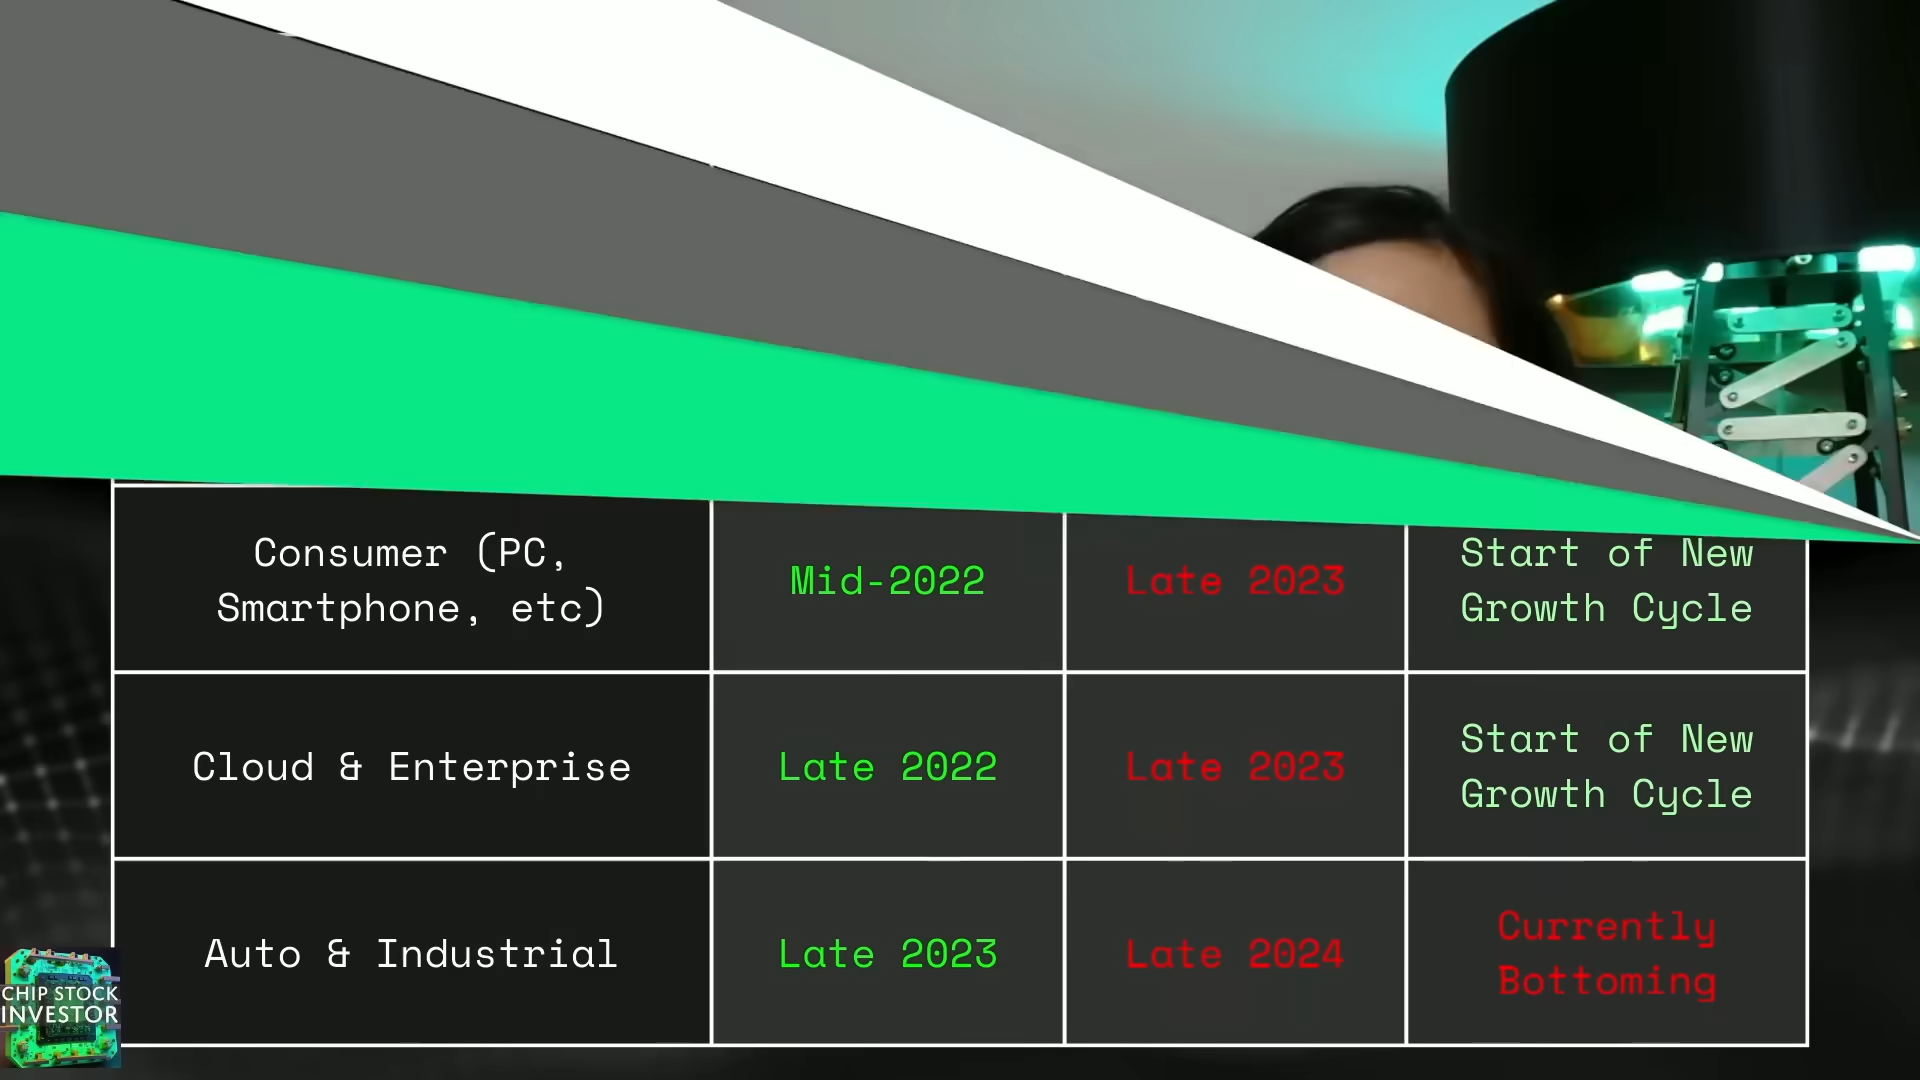 Consumer (PC,
Smartphone, etc)
Mid-2022
Late 2023
Start of New
Growth Cycle
Cloud & Enterprise
Late 2022
Late 2023
Start of New
Growth Cycle
Auto & Industrial
Late 2023
Late 2024
Currently
Bottoming
CHIP STOCK
INVESTOR